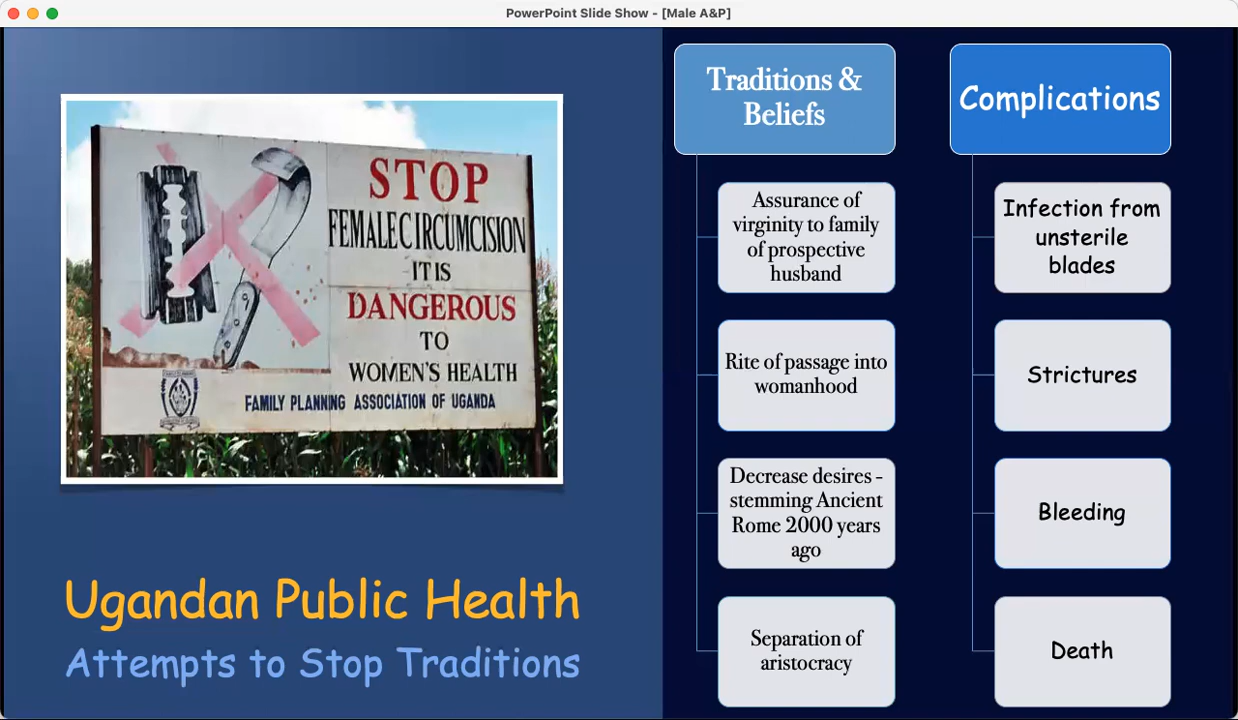 PowerPoint Slide Show - [Male A&P]
STOP
FEMALE CIRCUMCISION
IT IS
DANGEROUS
TO
WOMEN'S HEALTH
FAMILY PLANNING ASSOCIATION OF UGANDA
Ugandan Public Health
Attempts to Stop Traditions
Traditions &
Beliefs
Assurance of
virginity to family
of prospective
husband
Rite of passage into
womanhood
Decrease desires -
stemming Ancient
Rome 2000 years
ago
Separation of
aristocracy
Complications
Infection from
unsterile
blades
Strictures
Bleeding
Death